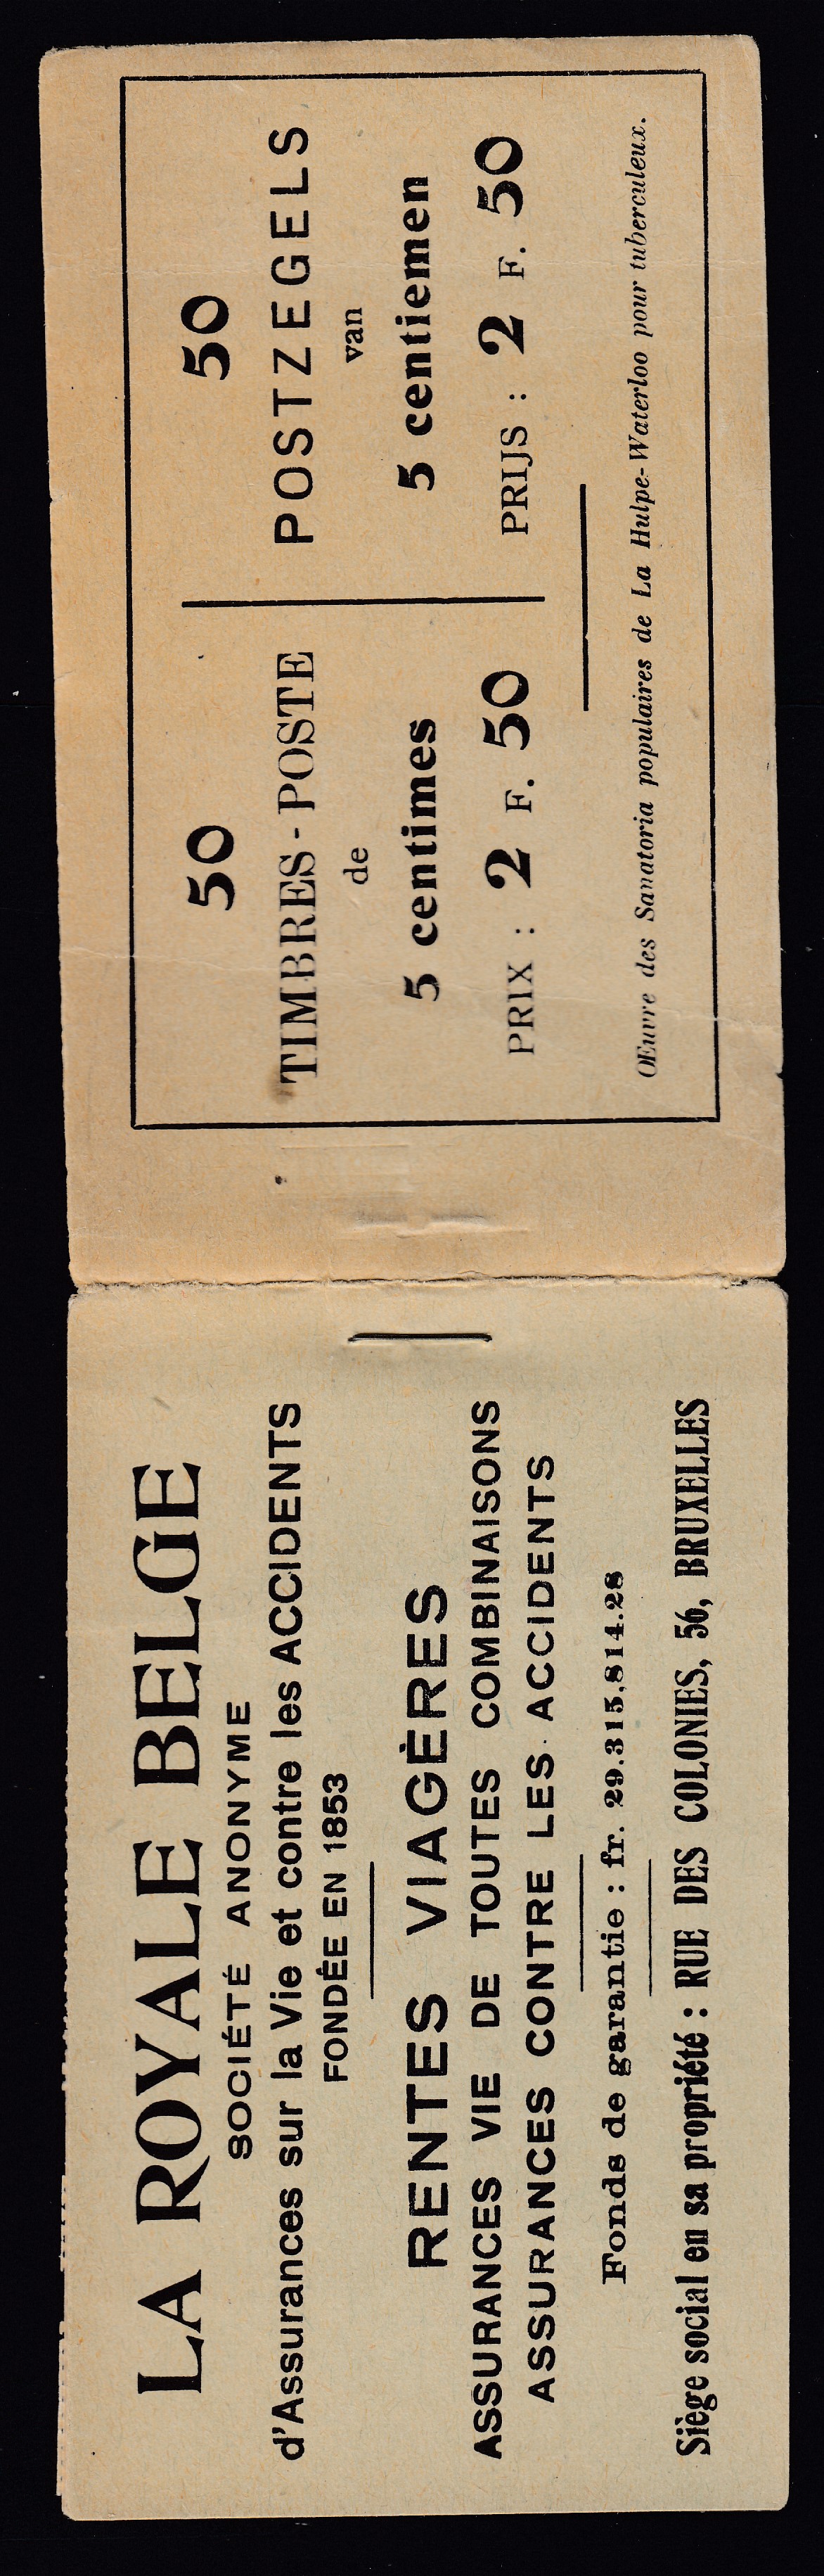 LA ROYALE BELGE
SOCIÉTÉ ANONYME
d'Assurances sur la Vie et contre les ACCIDENTS
FONDÉE EN 1853
RENTES VIAGÈRES
ASSURANCES VIE DE TOUTES COMBINAISONS
ASSURANCES CONTRE LES ACCIDENTS
Fonds de garantie : fr. 29.315,814.28
Siège social en sa propriété : RUE DES COLONIES, 56, BRUXELLES
50
TIMBRES-POSTE
de
5 centimes
PRIX : 2 F. 50
50
POSTZEGELS
van
5 centiemen
PRIJS : 2 F. 50
Œuvre des Sanatoria populaires de La Hulpe-Waterloo pour tuberculeux.